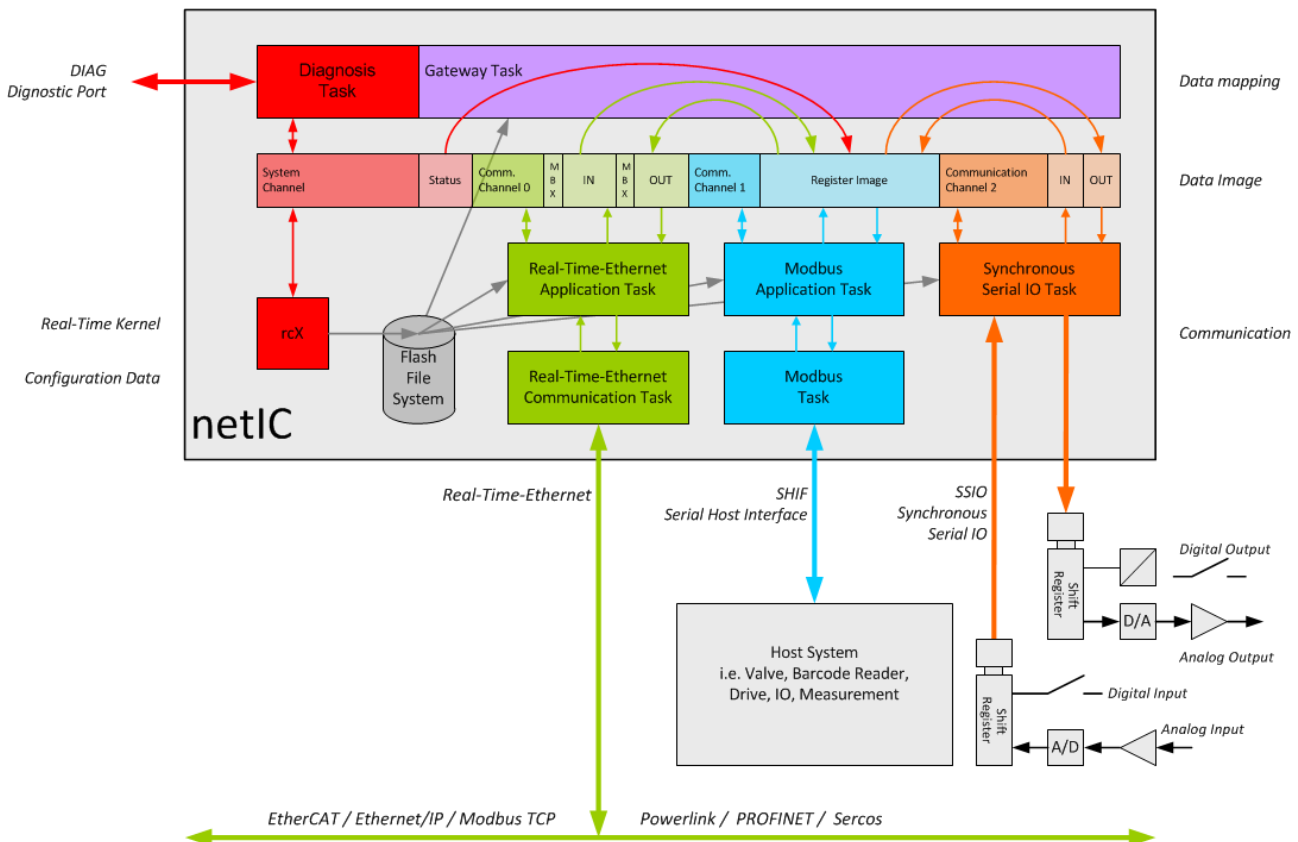 DIAG
Dignostic Port
Diagnosis
Task
Gateway Task
Data mapping
System
Channel
Status
Comm.
Channel 0
M
B
X
IN
M
B
X
OUT
Comm.
Channel 1
Register Image
Communication
Channel 2
IN
OUT
Data Image
Real-Time-Ethernet
Application Task
Modbus
Application Task
Synchronous
Serial IO Task
Real-Time Kernel
rcX
Communication
Configuration Data
Flash
File
System
Real-Time-Ethernet
Communication Task
Modbus
Task
netIC
Real-Time-Ethernet
SHIF
Serial Host Interface
SSIO
Synchronous
Serial IO
Shift
Register
Digital Output
D/A
Analog Output
Host System
i.e. Valve, Barcode Reader,
Drive, IO, Measurement
Shift
Register
Digital Input
Analog Input
A/D
EtherCAT / Ethernet/IP / Modbus TCP
Powerlink / PROFINET / Sercos